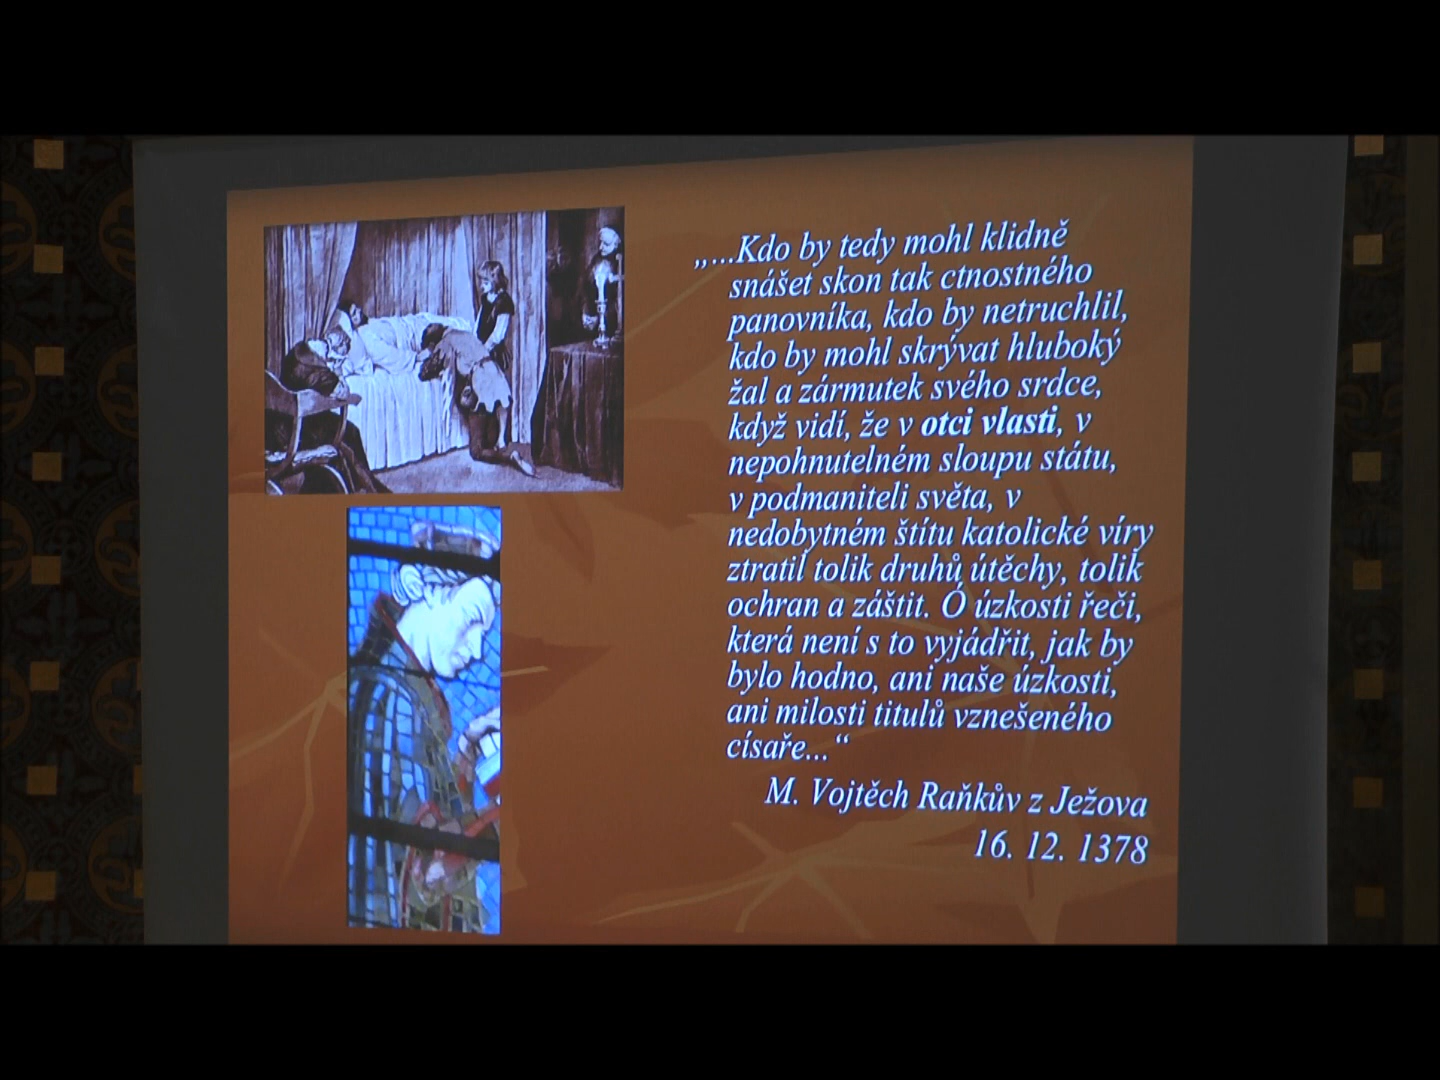 „...Kdo by tedy mohl klidně
snášet skon tak ctnostného
panovníka, kdo by netruchlil,
kdo by mohl skrývat hluboký
žal a zármutek svého srdce,
když vidí, že v otci vlasti, v
nepohnutelném sloupu státu,
v podmaniteli světa, v
nedobytném štítu katolické víry
ztratil tolik druhů útěchy, tolik
ochran a záštit. Ó úzkosti řeči,
která není s to vyjádřit, jak by
bylo hodno, ani naše úzkosti,
ani milosti titulů vznešeného
císaře... “
M. Vojtěch Raňkův z Ježova
16. 12. 1378